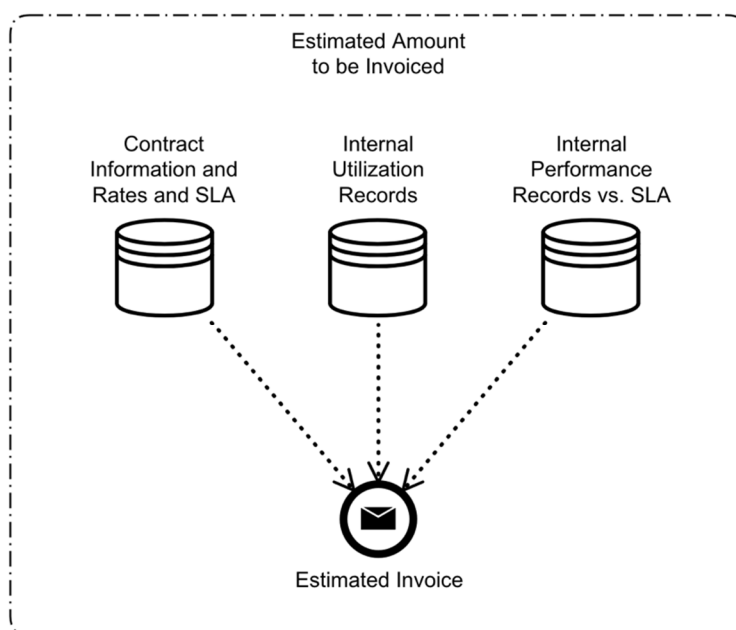 Estimated Amount
to be Invoiced
Contract
Information and
Rates and SLA
Internal
Utilization
Records
Internal
Performance
Records vs. SLA
Estimated Invoice